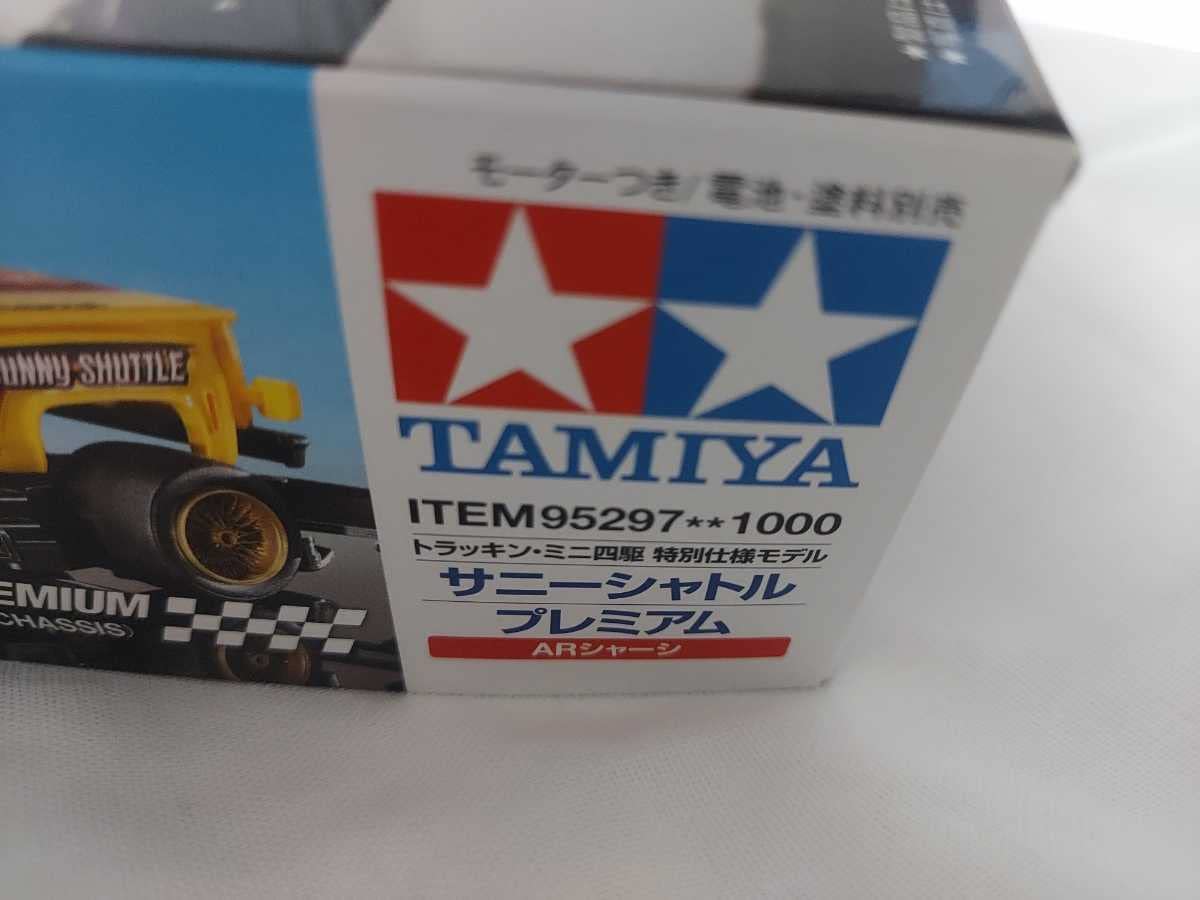 モーターつき/電池・塗料別売
TAMIYA
ITEM95297**1000
トラッキン・ミニ四駆 特別仕様モデル
サニーシャトル
プレミアム
ARシャーシ
UNNY SHUTTLE
EMIUM
CHASSIS)